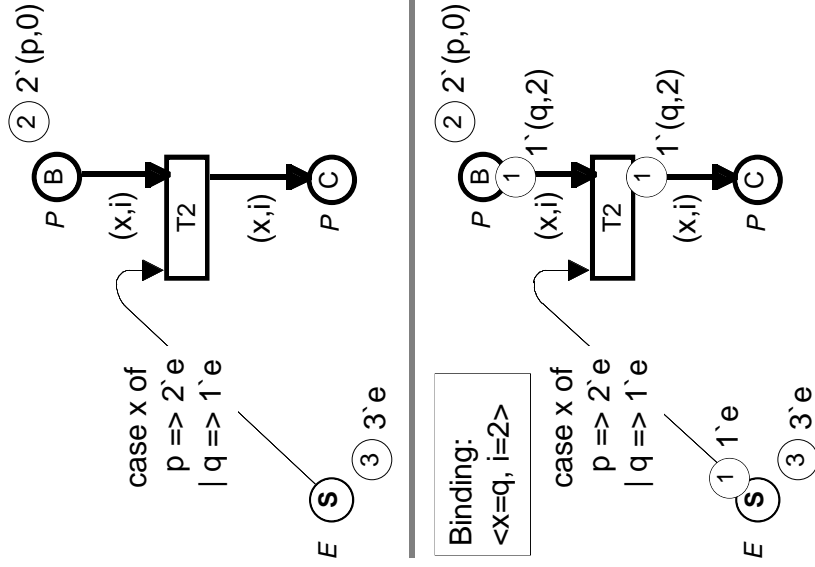 B
2
2`(p,0)
P
(x,i)
T2
(x,i)
C
P
case x of
p => 2`e
| q => 1`e
S
3
3`e
E
B
2
2`(p,0)
P
1
1`(q,2)
(x,i)
T2
1
1`(q,2)
(x,i)
C
P
Binding:
<x=q, i=2>
case x of
p => 2`e
| q => 1`e
1
1`e
S
3
3`e
E